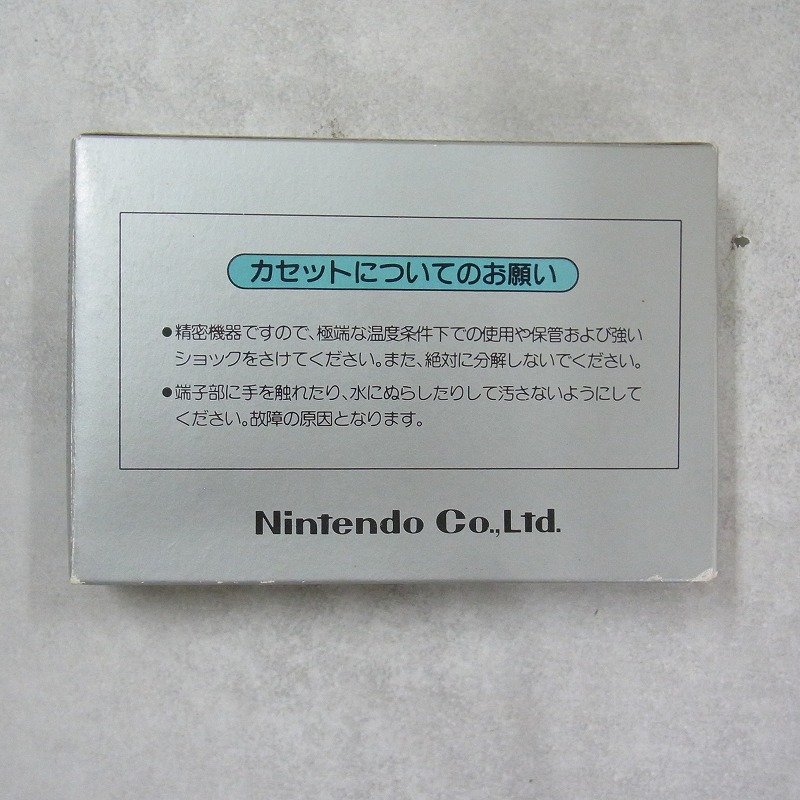 カセットについてのお願い
●精密機器ですので、極端な温度条件下での使用や保管および強い
ショックをさけてください。また、絶対に分解しないでください。
●端子部に手を触れたり、水にぬらしたりして汚さないようにして
ください。故障の原因となります。
Nintendo Co.,Ltd.